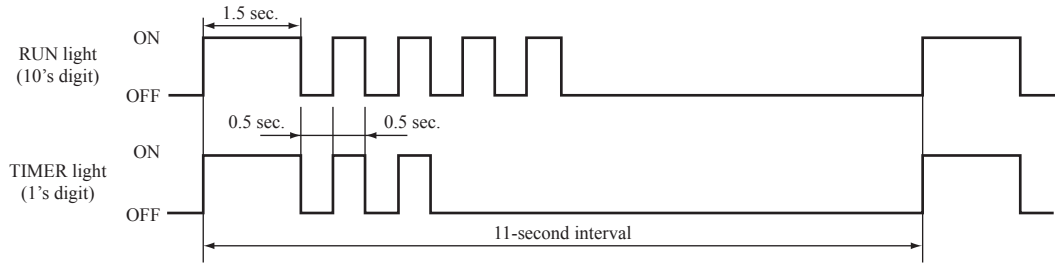 1.5 sec.
ON
RUN light
(10's digit)
OFF
0.5 sec.
0.5 sec.
ON
TIMER light
(1's digit)
OFF
11-second interval